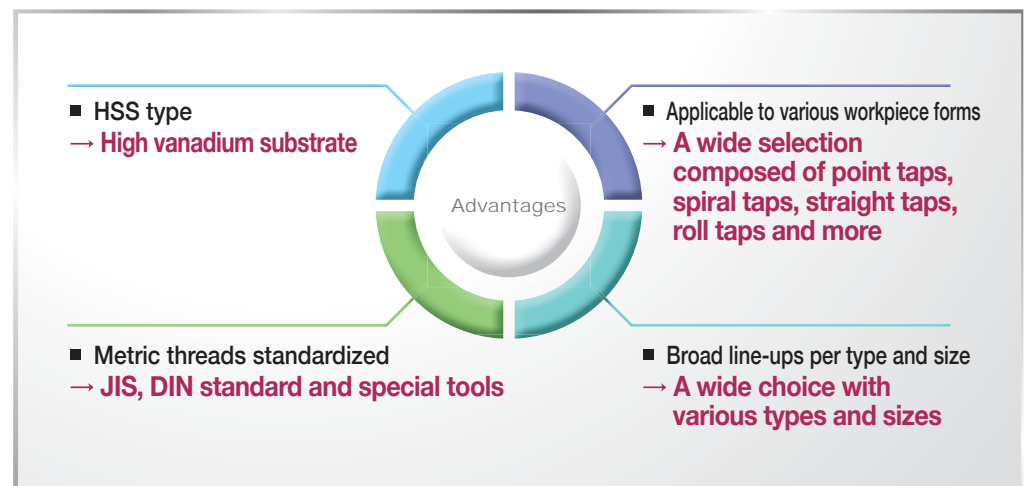 ■ HSS type
→ High vanadium substrate
■ Applicable to various workpiece forms
→ A wide selection
composed of point taps,
spiral taps, straight taps,
roll taps and more
Advantages
■ Metric threads standardized
→ JIS, DIN standard and special tools
■ Broad line-ups per type and size
→ A wide choice with
various types and sizes